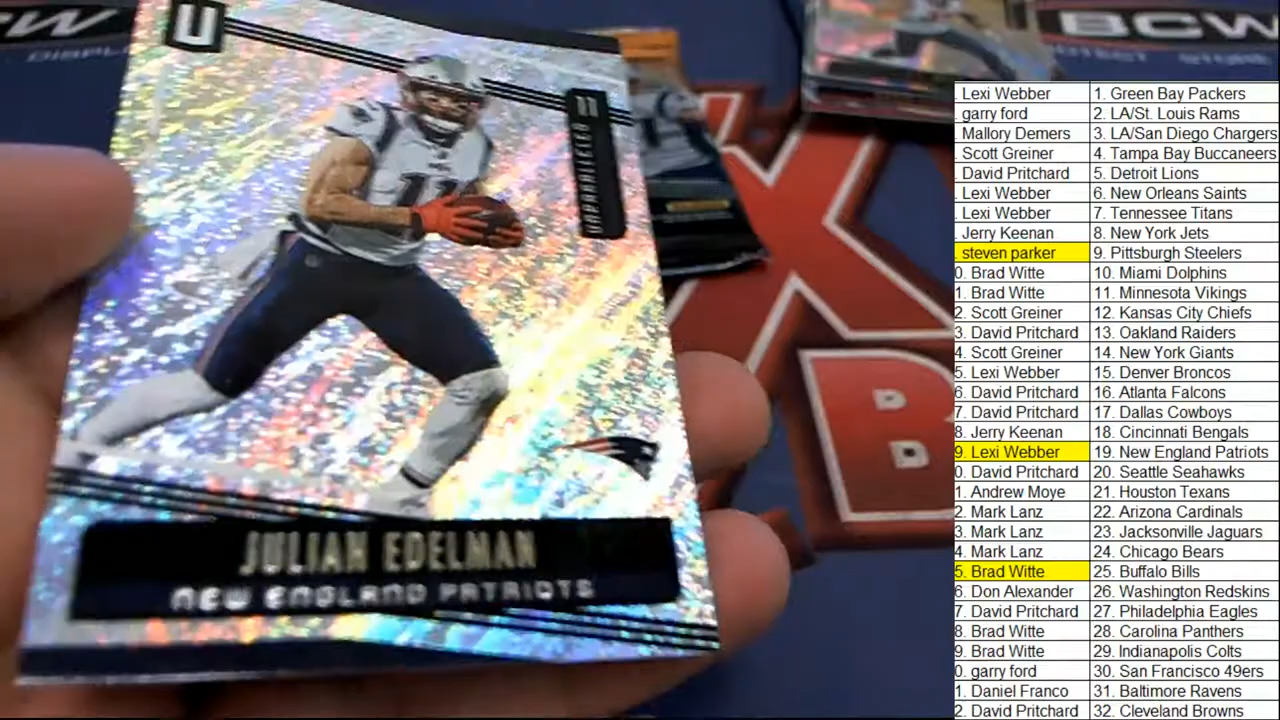 CW
DISPL
BCW
U
11
UNPARALLELED
11
JULIAN EDELMAN
NEW ENGLAND PATRIOTS
X
B
Lexi Webber 1. Green Bay Packers
garry ford 2. LA/St. Louis Rams
Mallory Demers 3. LA/San Diego Chargers
Scott Greiner 4. Tampa Bay Buccaneers
David Pritchard 5. Detroit Lions
Lexi Webber 6. New Orleans Saints
Lexi Webber 7. Tennessee Titans
Jerry Keenan 8. New York Jets
. steven parker 9. Pittsburgh Steelers
0. Brad Witte 10. Miami Dolphins
1. Brad Witte 11. Minnesota Vikings
2. Scott Greiner 12. Kansas City Chiefs
3. David Pritchard 13. Oakland Raiders
4. Scott Greiner 14. New York Giants
5. Lexi Webber 15. Denver Broncos
6. David Pritchard 16. Atlanta Falcons
7. David Pritchard 17. Dallas Cowboys
8. Jerry Keenan 18. Cincinnati Bengals
9. Lexi Webber 19. New England Patriots
0. David Pritchard 20. Seattle Seahawks
1. Andrew Moye 21. Houston Texans
2. Mark Lanz 22. Arizona Cardinals
3. Mark Lanz 23. Jacksonville Jaguars
4. Mark Lanz 24. Chicago Bears
5. Brad Witte 25. Buffalo Bills
6. Don Alexander 26. Washington Redskins
7. David Pritchard 27. Philadelphia Eagles
8. Brad Witte 28. Carolina Panthers
9. Brad Witte 29. Indianapolis Colts
0. garry ford 30. San Francisco 49ers
1. Daniel Franco 31. Baltimore Ravens
2. David Pritchard 32. Cleveland Browns